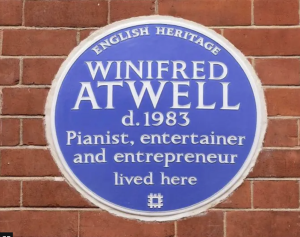 ENGLISH HERITAGE
WINIFRED
ATWELL
d.1983
Pianist, entertainer
and entrepreneur
lived here